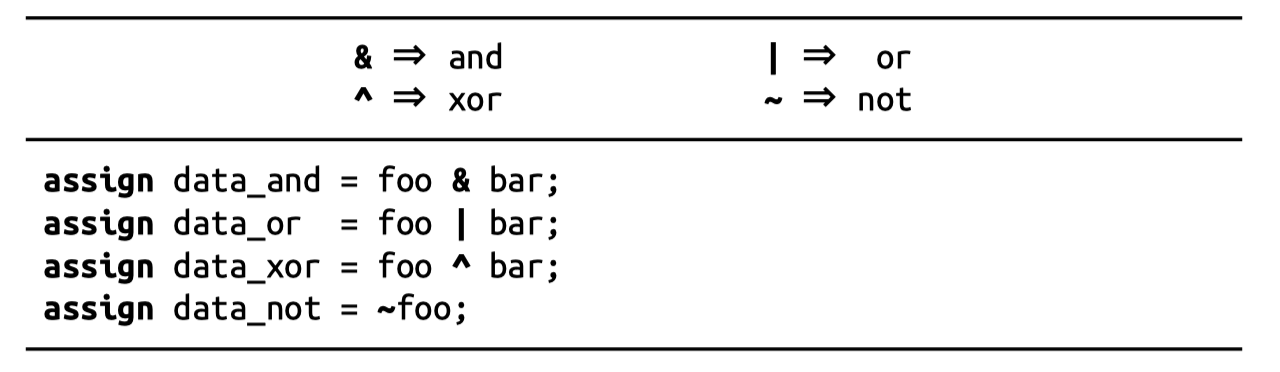 & ⇒ and | ⇒ or
^ ⇒ xor ~ ⇒ not
assign data_and = foo & bar;
assign data_or = foo | bar;
assign data_xor = foo ^ bar;
assign data_not = ~foo;